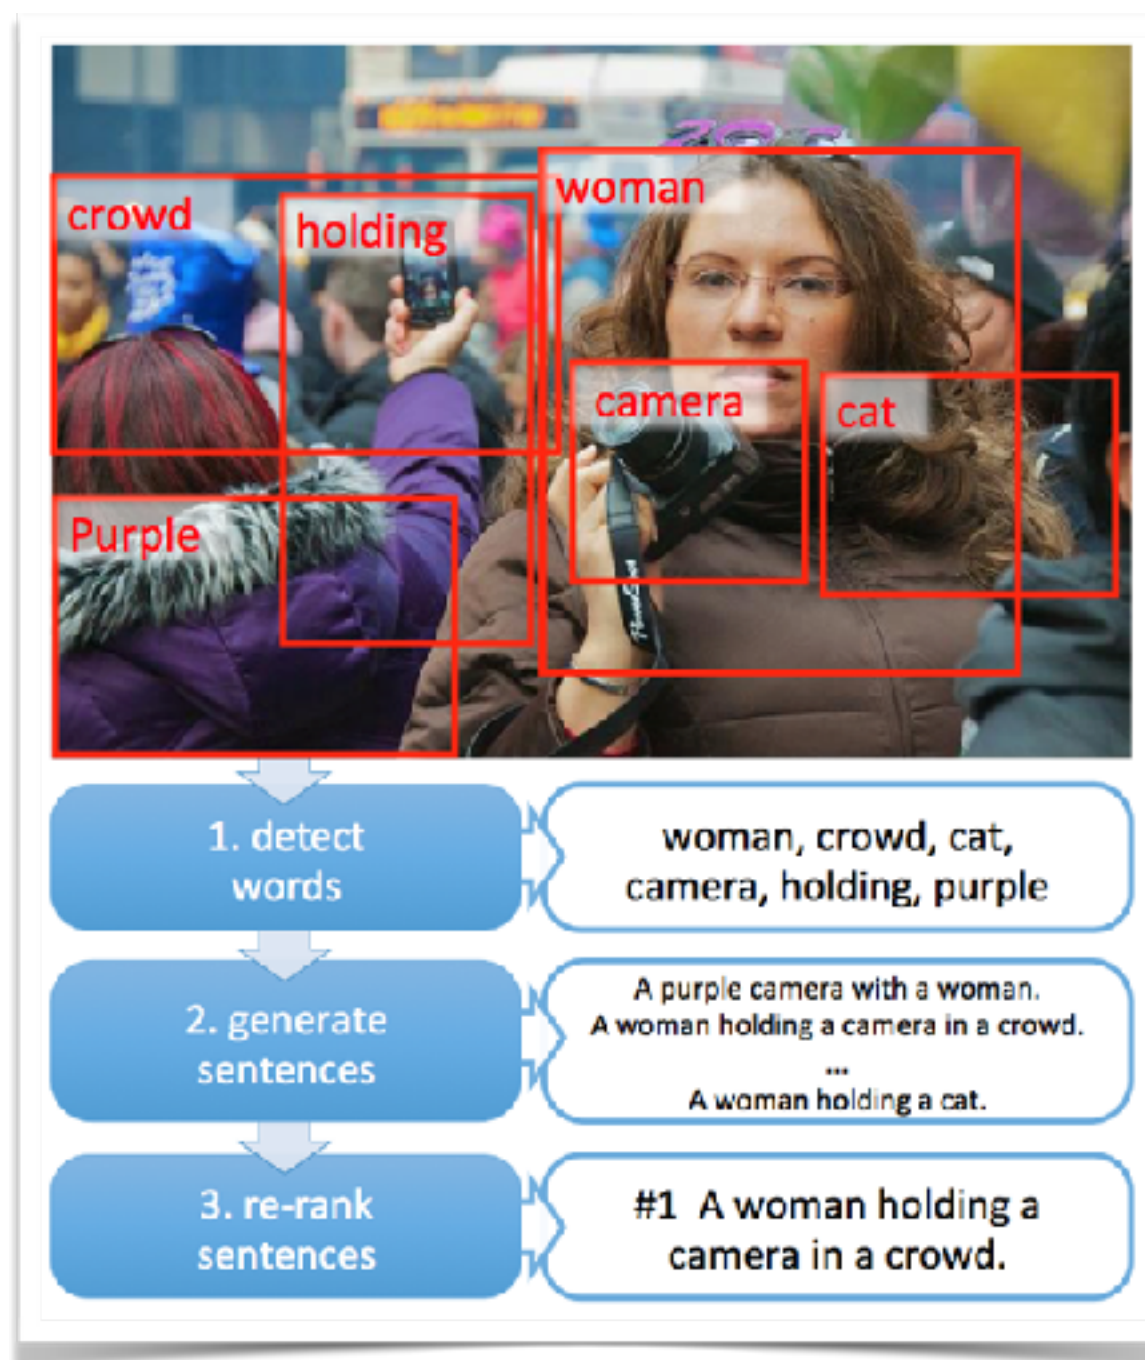 crowd
holding
woman
camera
cat
Purple
1. detect
words
woman, crowd, cat,
camera, holding, purple
2. generate
sentences
A purple camera with a woman.
A woman holding a camera in a crowd.
...
A woman holding a cat.
3. re-rank
sentences
#1 A woman holding a
camera in a crowd.